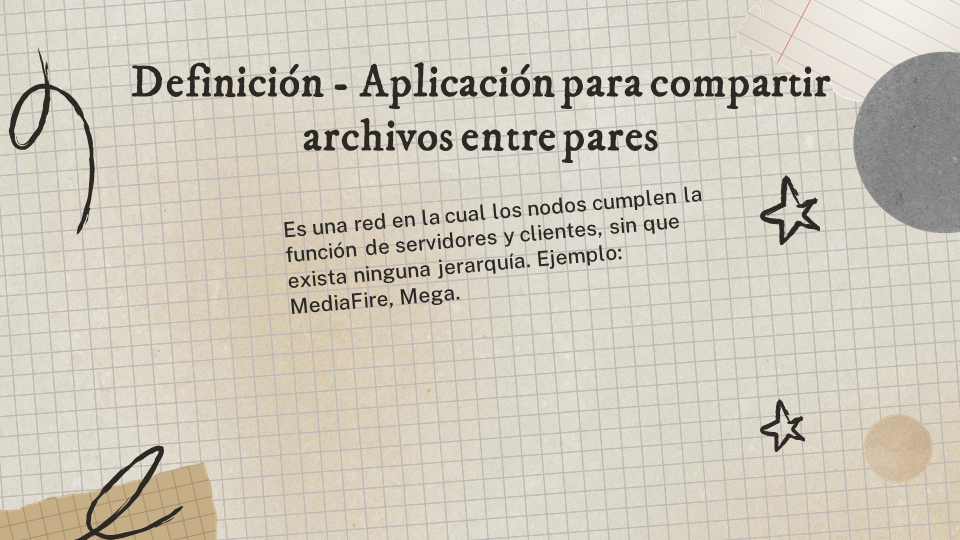 Definición - Aplicación para compartir
archivos entre pares
Es una red en la cual los nodos cumplen la
función de servidores y clientes, sin que
exista ninguna jerarquía. Ejemplo:
MediaFire, Mega.